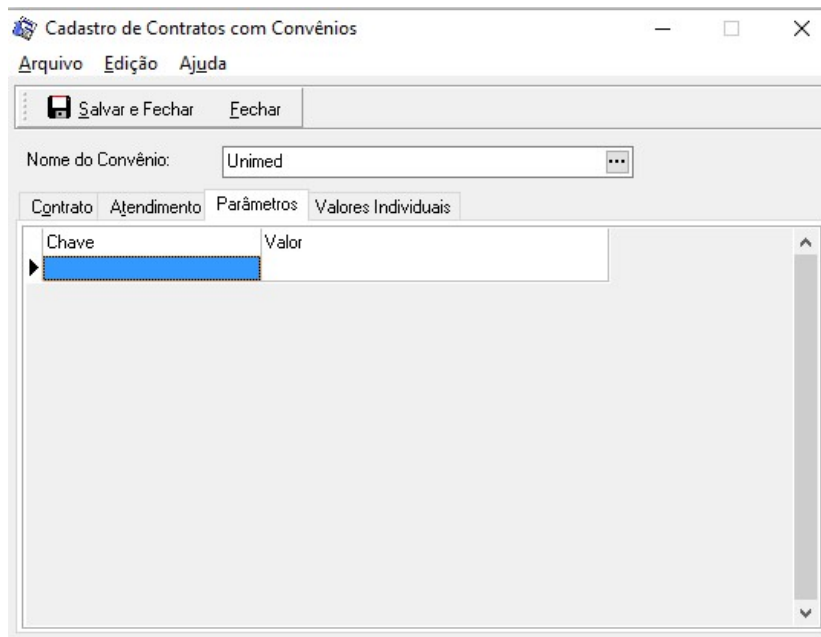 Cadastro de Contratos com Convênios
Arquivo Edição Ajuda
Salvar e Fechar Fechar
Nome do Convênio: Unimed ...
Contrato Atendimento Parâmetros Valores Individuais
Chave Valor